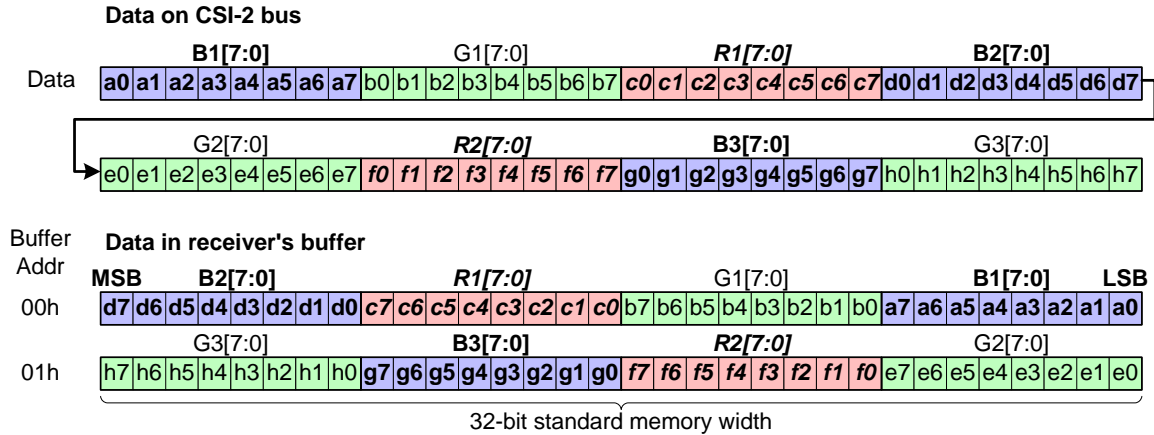 Data on CSI-2 bus
B1[7:0] G1[7:0] R1[7:0] B2[7:0]
Data a0 a1 a2 a3 a4 a5 a6 a7 b0 b1 b2 b3 b4 b5 b6 b7 c0 c1 c2 c3 c4 c5 c6 c7 d0 d1 d2 d3 d4 d5 d6 d7
G2[7:0] R2[7:0] B3[7:0] G3[7:0]
e0 e1 e2 e3 e4 e5 e6 e7 f0 f1 f2 f3 f4 f5 f6 f7 g0 g1 g2 g3 g4 g5 g6 g7 h0 h1 h2 h3 h4 h5 h6 h7
Buffer Addr
Data in receiver's buffer
MSB B2[7:0] R1[7:0] G1[7:0] B1[7:0] LSB
00h d7 d6 d5 d4 d3 d2 d1 d0 c7 c6 c5 c4 c3 c2 c1 c0 b7 b6 b5 b4 b3 b2 b1 b0 a7 a6 a5 a4 a3 a2 a1 a0
G3[7:0] B3[7:0] R2[7:0] G2[7:0]
01h h7 h6 h5 h4 h3 h2 h1 h0 g7 g6 g5 g4 g3 g2 g1 g0 f7 f6 f5 f4 f3 f2 f1 f0 e7 e6 e5 e4 e3 e2 e1 e0
32-bit standard memory width